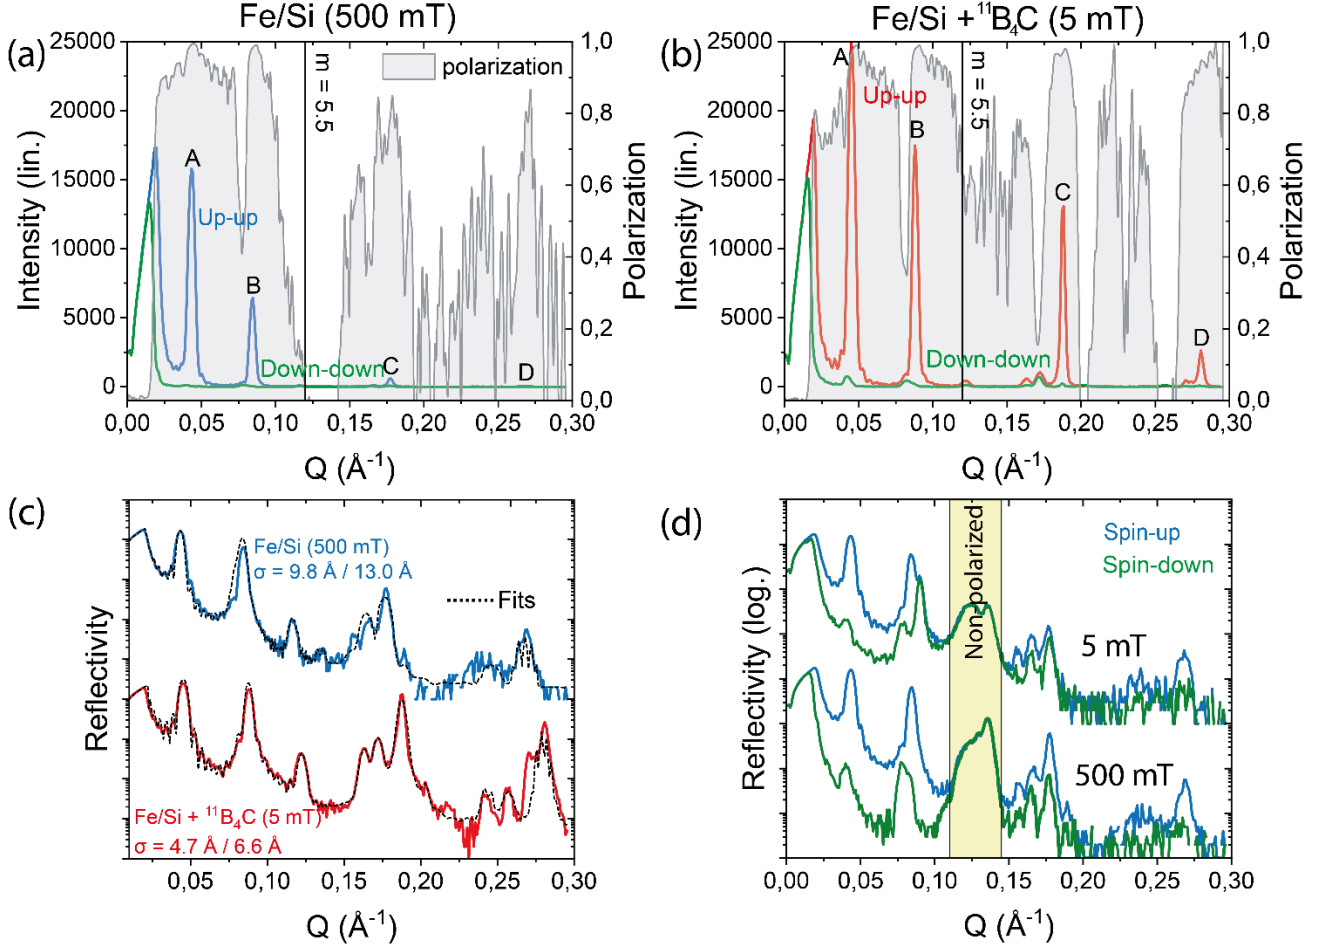 Fe/Si (500 mT)
Fe/Si +¹¹B₄C (5 mT)
(a)
25000
20000
15000
10000
5000
0
Intensity (lin.)
1,0
0,8
0,6
0,4
0,2
0,0
Polarization
polarization
m = 5.5
A
Up-up
B
Down-down
C
D
0,00 0,05 0,10 0,15 0,20 0,25 0,30
Q (Å⁻¹)
(b)
25000
20000
15000
10000
5000
0
Intensity (lin.)
1,0
0,8
0,6
0,4
0,2
0,0
Polarization
m = 5.5
A
Up-up
B
C
Down-down
D
0,00 0,05 0,10 0,15 0,20 0,25 0,30
Q (Å⁻¹)
(c)
Reflectivity
Fe/Si (500 mT)
σ = 9.8 Å / 13.0 Å
Fits
Fe/Si + ¹¹B₄C (5 mT)
σ = 4.7 Å / 6.6 Å
0,05 0,10 0,15 0,20 0,25 0,30
Q (Å⁻¹)
(d)
Reflectivity (log.)
Non-polarized
Spin-up
Spin-down
5 mT
500 mT
0,00 0,05 0,10 0,15 0,20 0,25 0,30
Q (Å⁻¹)